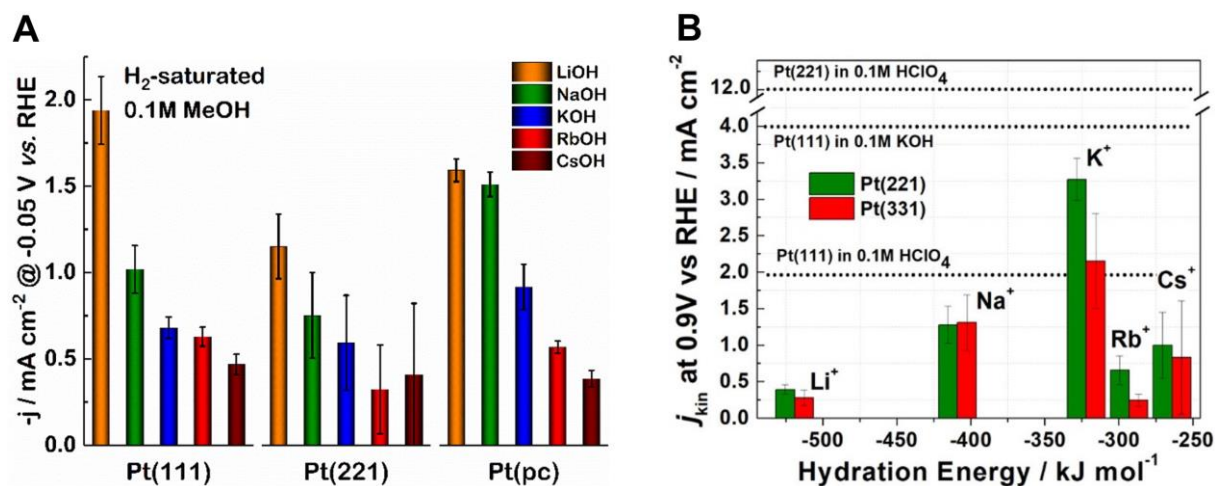 A
H₂-saturated
0.1M MeOH
LiOH
NaOH
KOH
RbOH
CsOH
2.0
1.5
1.0
0.5
0.0
-j / mA cm⁻² @ -0.05 V vs. RHE
Pt(111)
Pt(221)
Pt(pc)
B
Pt(221) in 0.1M HClO₄
12.0
4.0
Pt(111) in 0.1M KOH
3.5
3.0
2.5
2.0
1.5
1.0
0.5
0.0
K⁺
Pt(221)
Pt(331)
Pt(111) in 0.1M HClO₄
Cs⁺
Na⁺
Rb⁺
Li⁺
jkin at 0.9V vs RHE / mA cm⁻²
-500 -450 -400 -350 -300 -250
Hydration Energy / kJ mol⁻¹